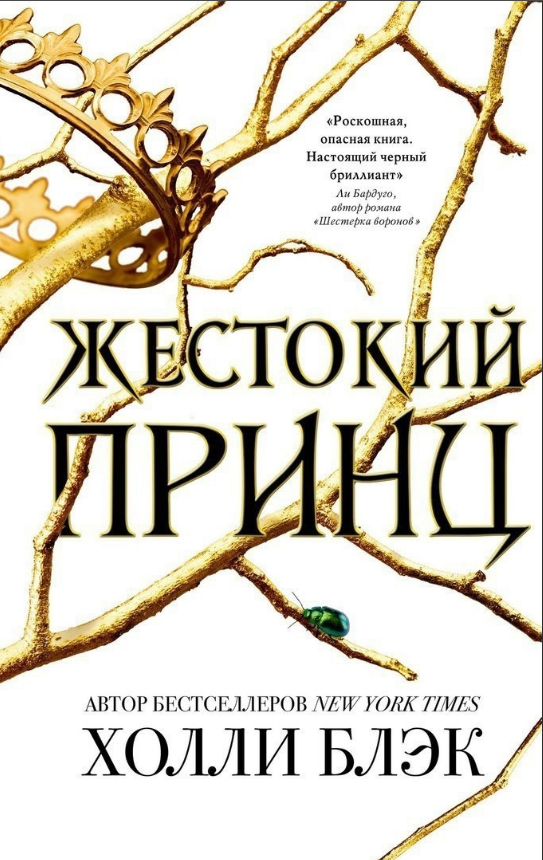 «Роскошная,
опасная книга.
Настоящий черный
бриллиант»
Ли Бардуго,
автор романа
«Шестерка воронов»
ЖЕСТОКИЙ
ПРИНЦ
АВТОР БЕСТСЕЛЛЕРОВ NEW YORK TIMES
ХОЛЛИ БЛЭК